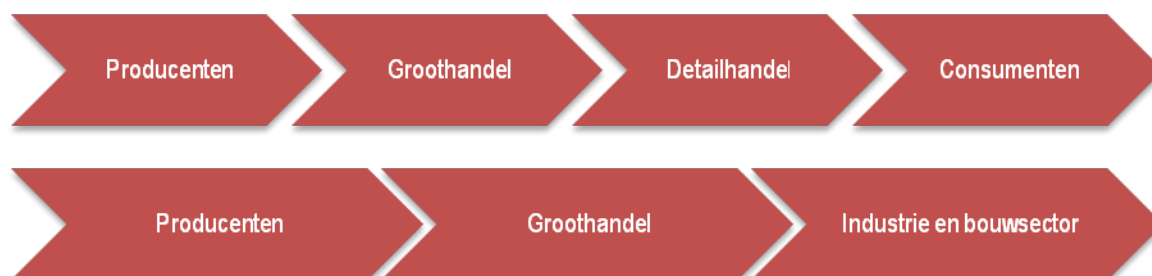 Producenten
Groothandel
Detailhandel
Consumenten
Producenten
Groothandel
Industrie en bouwsector